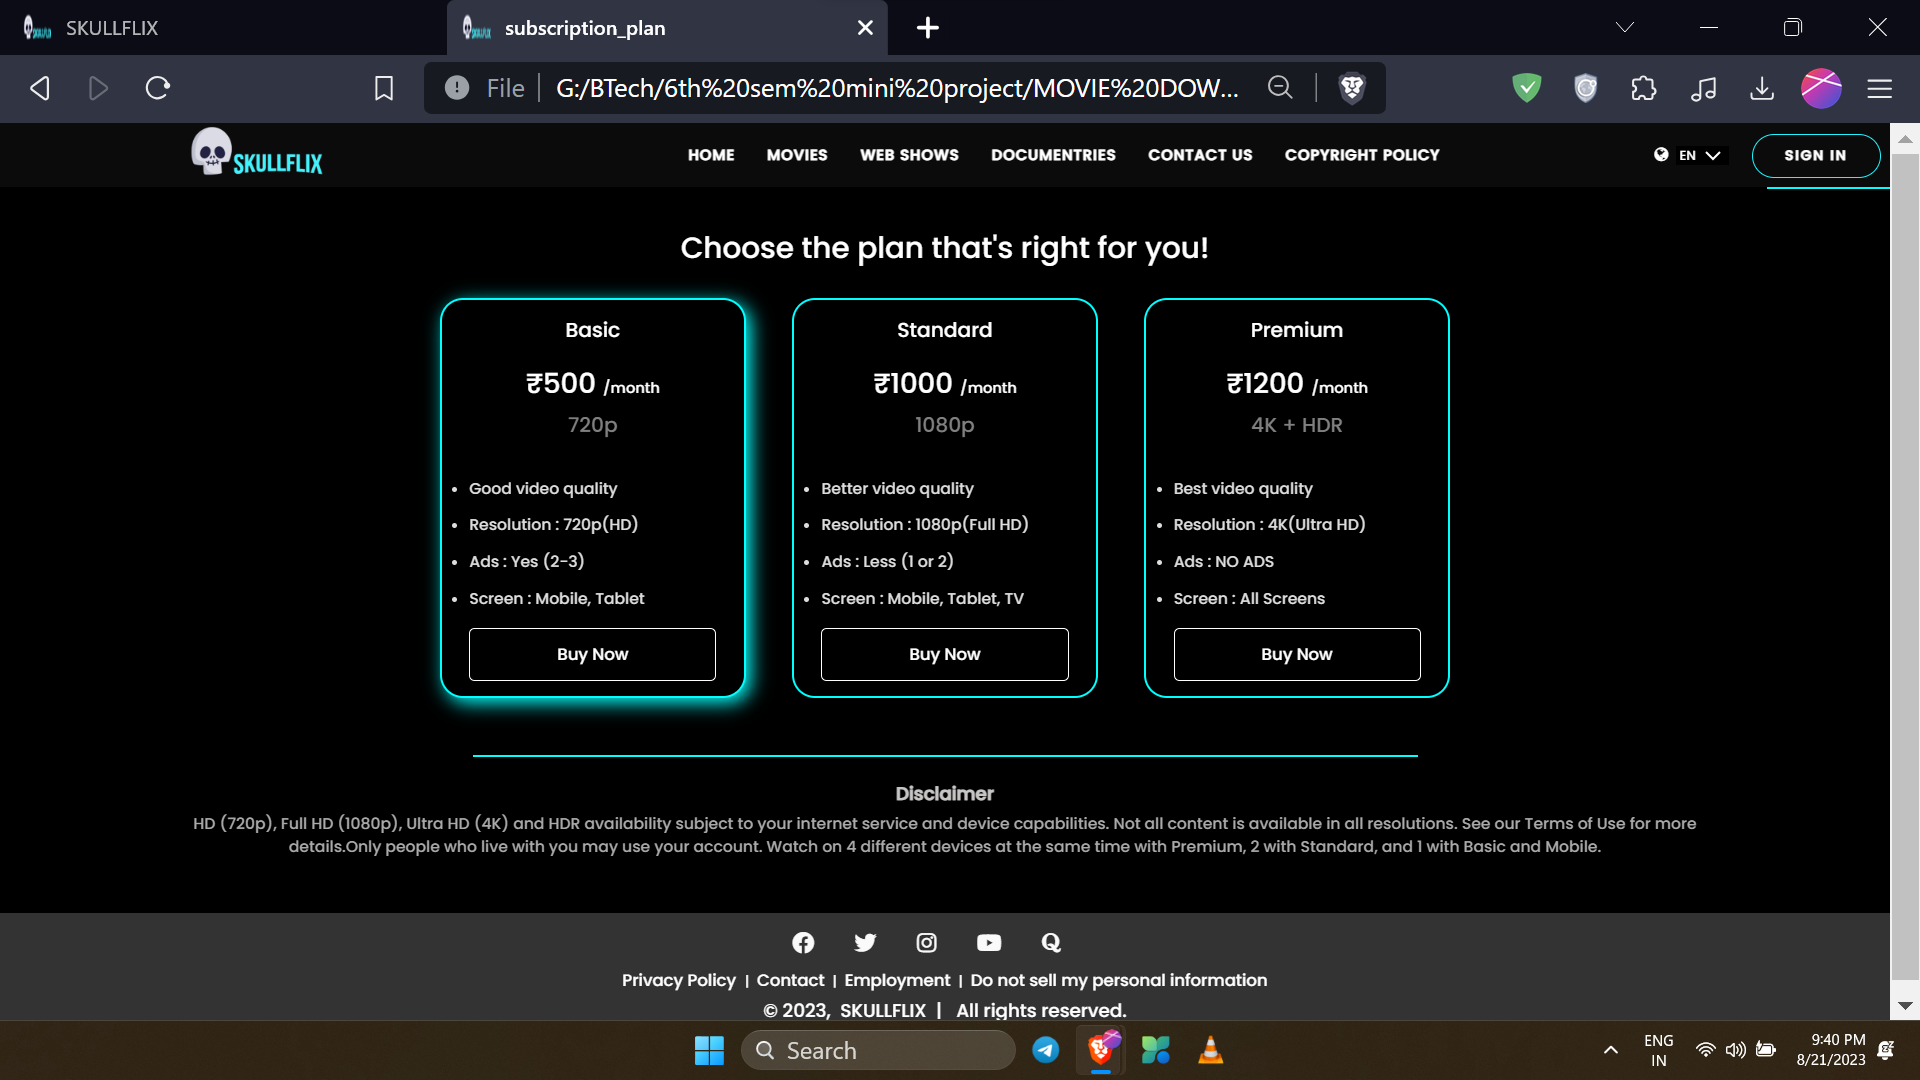 SKULLFLIX
subscription_plan
File
G:/BTech/6th%20sem%20mini%20project/MOVIE%20DOW...
SKULLFLIX
HOME MOVIES WEB SHOWS DOCUMENTRIES CONTACT US COPYRIGHT POLICY
EN
SIGN IN
Choose the plan that's right for you!
Basic
₹500 /month
720p
• Good video quality
• Resolution : 720p(HD)
• Ads : Yes (2-3)
• Screen : Mobile, Tablet
Buy Now
Standard
₹1000 /month
1080p
• Better video quality
• Resolution : 1080p(Full HD)
• Ads : Less (1 or 2)
• Screen : Mobile, Tablet, TV
Buy Now
Premium
₹1200 /month
4K + HDR
• Best video quality
• Resolution : 4K(Ultra HD)
• Ads : NO ADS
• Screen : All Screens
Buy Now
Disclaimer
HD (720p), Full HD (1080p), Ultra HD (4K) and HDR availability subject to your internet service and device capabilities. Not all content is available in all resolutions. See our Terms of Use for more
details.Only people who live with you may use your account. Watch on 4 different devices at the same time with Premium, 2 with Standard, and 1 with Basic and Mobile.
Privacy Policy | Contact | Employment | Do not sell my personal information
© 2023, SKULLFLIX | All rights reserved.
Search
ENG
IN
9:40 PM
8/21/2023